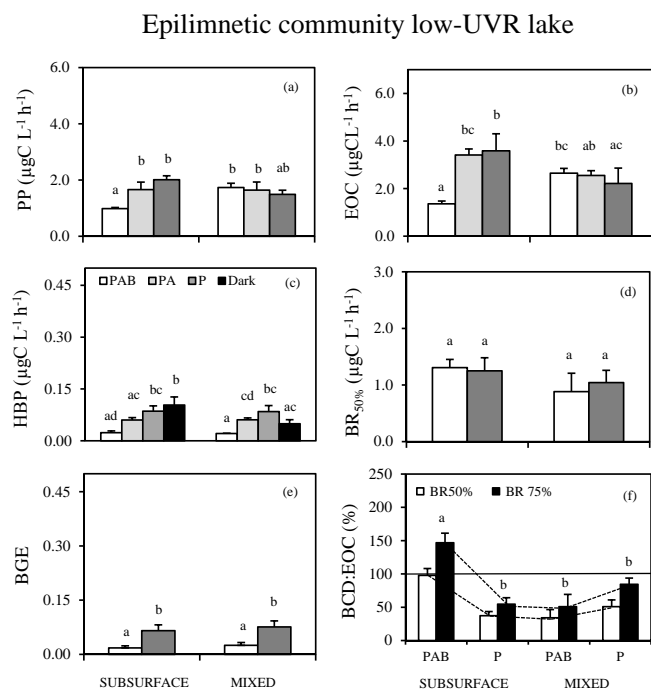 Epilimnetic community low-UVR lake
PP (µgC L⁻¹ h⁻¹)
6.0
4.0
2.0
0.0
(a)
a
b
b
b
b
ab
EOC (µgCL⁻¹ h⁻¹)
6.0
4.0
2.0
0.0
(b)
a
bc
b
bc
ab
ac
HBP (µgC L⁻¹ h⁻¹)
0.45
0.30
0.15
0.00
PAB PA P Dark (c)
ad
ac
bc
b
a
cd
bc
ac
BR50% (µgC L⁻¹ h⁻¹)
3.0
2.0
1.0
0.0
(d)
a
a
a
a
BGE
0.45
0.30
0.15
0.00
(e)
a
b
a
b
SUBSURFACE MIXED
BCD:EOC (%)
250
200
150
100
50
0
BR50% BR 75% (f)
a
b
b
b
PAB P PAB P
SUBSURFACE MIXED